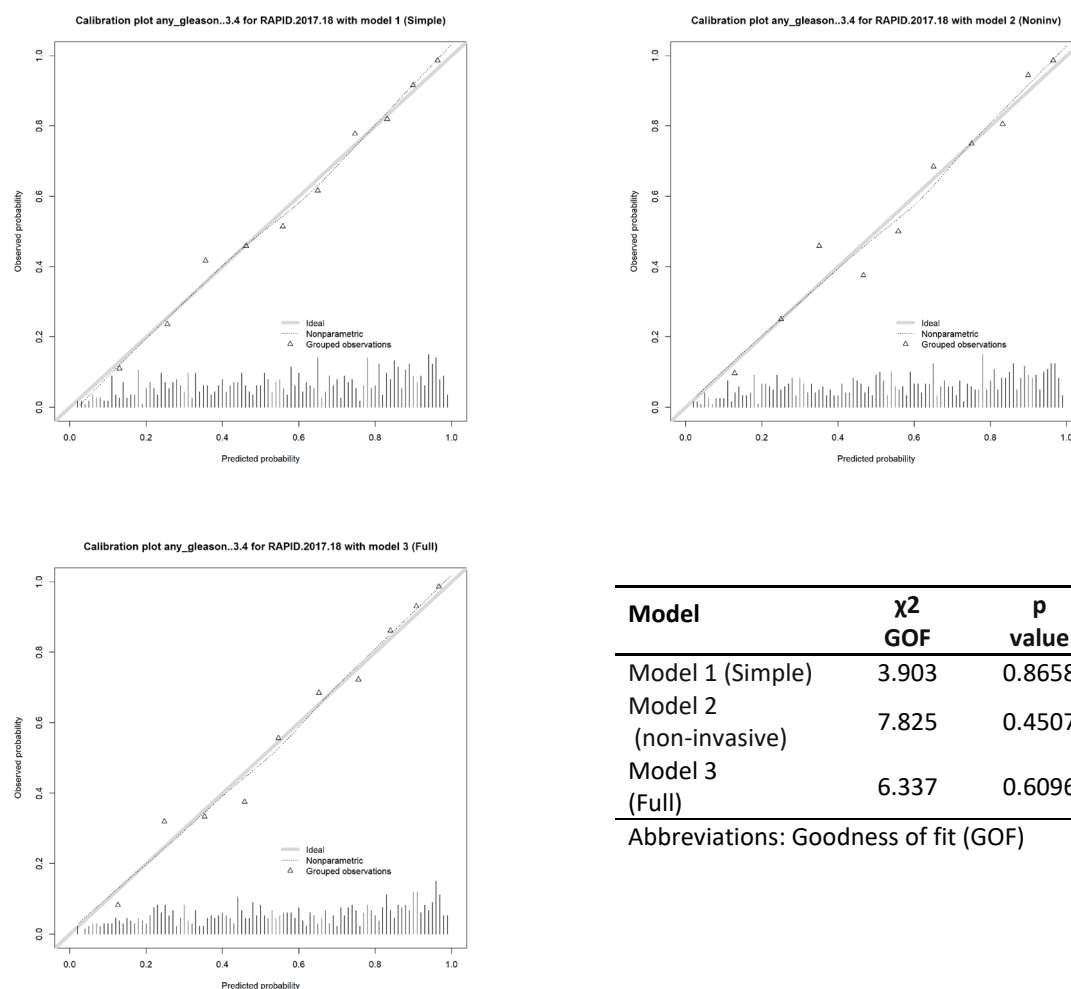 Calibration plot any_gleason..3.4 for RAPID.2017.18 with model 1 (Simple)
Observed probability
1.0
0.8
0.6
0.4
0.2
0.0
Ideal
Nonparametric
Grouped observations
0.0 0.2 0.4 0.6 0.8 1.0
Predicted probability
Calibration plot any_gleason..3.4 for RAPID.2017.18 with model 2 (Noninv)
Observed probability
1.0
0.8
0.6
0.4
0.2
0.0
Ideal
Nonparametric
Grouped observations
0.0 0.2 0.4 0.6 0.8 1.0
Predicted probability
Calibration plot any_gleason..3.4 for RAPID.2017.18 with model 3 (Full)
Observed probability
1.0
0.8
0.6
0.4
0.2
0.0
Ideal
Nonparametric
Grouped observations
0.0 0.2 0.4 0.6 0.8 1.0
Predicted probability
Model χ2 p
GOF value
Model 1 (Simple) 3.903 0.8658
Model 2
(non-invasive) 7.825 0.4507
Model 3
(Full) 6.337 0.6096
Abbreviations: Goodness of fit (GOF)